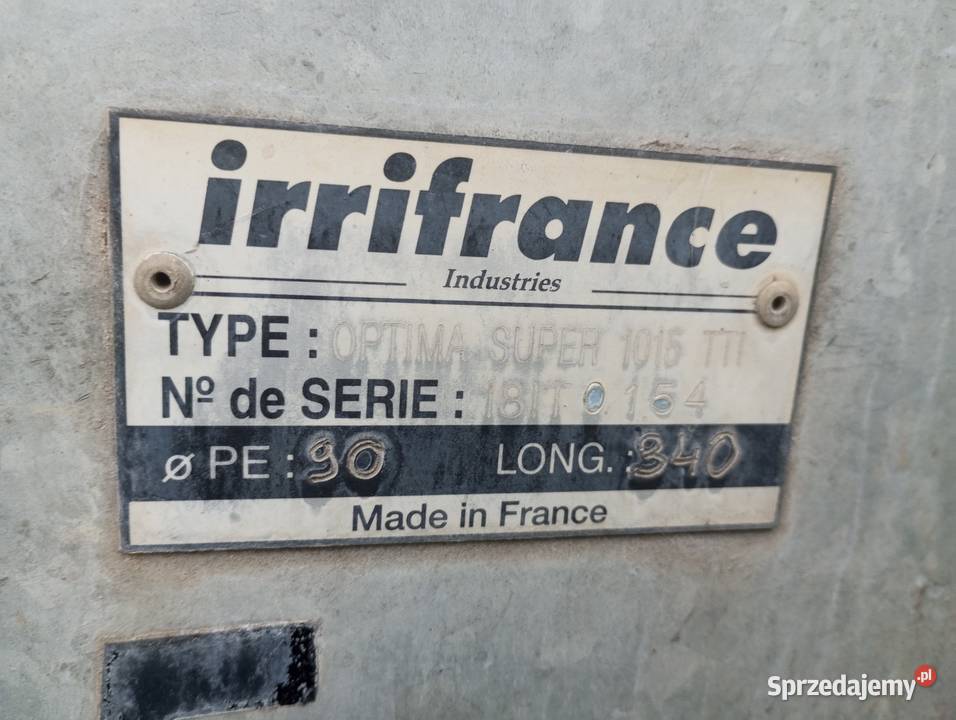 irrifrance
Industries
TYPE : OPTIMA SUPER 1015 TTI
Nº de SERIE : 181T0154
ø PE : 90 LONG. : 340
Made in France
Sprzedajemy.pl